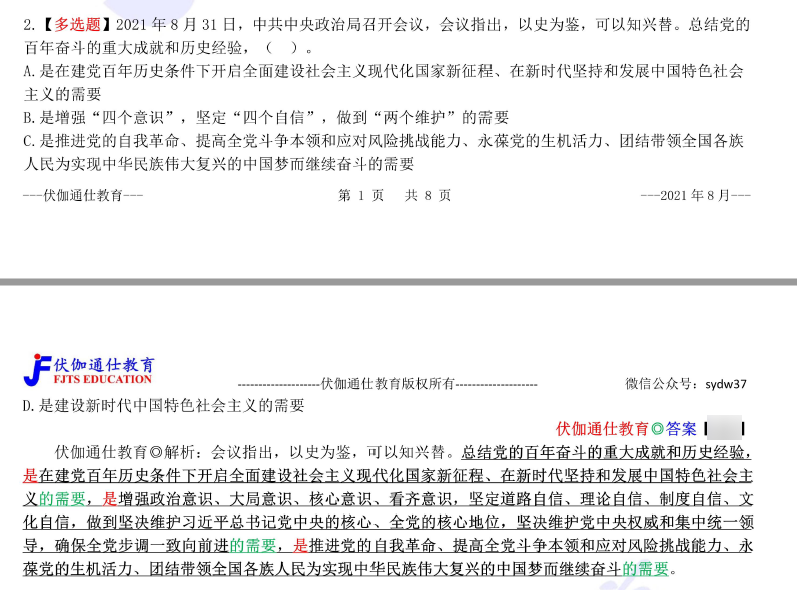 2.【多选题】2021 年 8 月 31 日，中共中央政治局召开会议，会议指出，以史为鉴，可以知兴替。总结党的
百年奋斗的重大成就和历史经验，（ ）。
A.是在建党百年历史条件下开启全面建设社会主义现代化国家新征程、在新时代坚持和发展中国特色社会
主义的需要
B.是增强“四个意识”，坚定“四个自信”，做到“两个维护”的需要
C.是推进党的自我革命、提高全党斗争本领和应对风险挑战能力、永葆党的生机活力、团结带领全国各族
人民为实现中华民族伟大复兴的中国梦而继续奋斗的需要
---伏伽通仕教育--- 第 1 页 共 8 页 ---2021 年 8 月---
JF 伏伽通仕教育
FJTS EDUCATION
--------------------伏伽通仕教育版权所有-------------------- 微信公众号：sydw37
D.是建设新时代中国特色社会主义的需要
伏伽通仕教育◎答案
伏伽通仕教育◎解析：会议指出，以史为鉴，可以知兴替。总结党的百年奋斗的重大成就和历史经验，
是在建党百年历史条件下开启全面建设社会主义现代化国家新征程、在新时代坚持和发展中国特色社会主
义的需要，是增强政治意识、大局意识、核心意识、看齐意识，坚定道路自信、理论自信、制度自信、文
化自信，做到坚决维护习近平总书记党中央的核心、全党的核心地位，坚决维护党中央权威和集中统一领
导，确保全党步调一致向前进的需要，是推进党的自我革命、提高全党斗争本领和应对风险挑战能力、永
葆党的生机活力、团结带领全国各族人民为实现中华民族伟大复兴的中国梦而继续奋斗的需要。